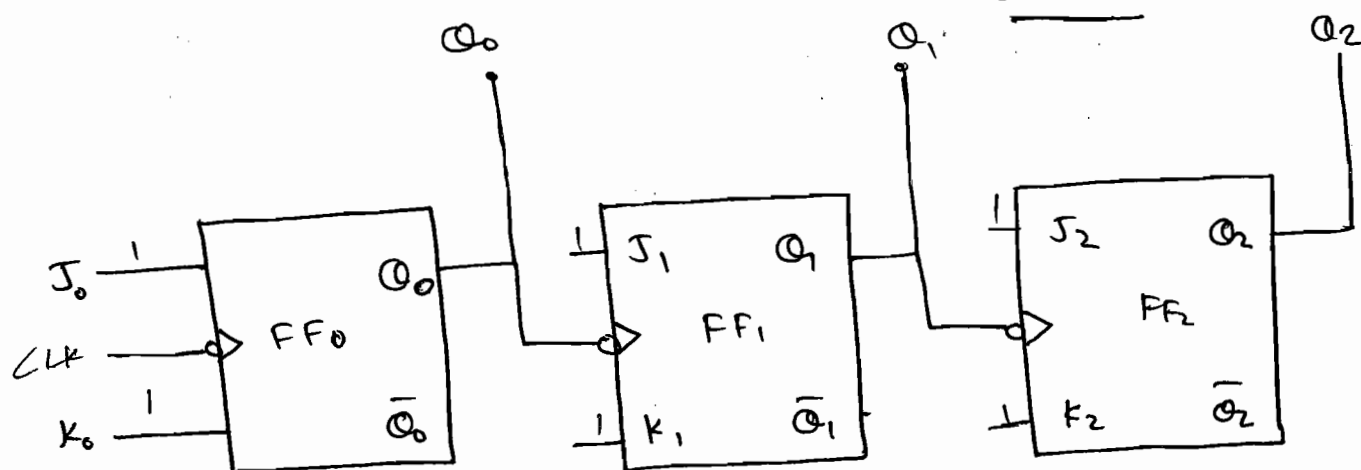 Q₀ Q₁ Q₂
J₀ 1 Q₀ 1 J₁ Q₁ 1 J₂ Q₂
CLK FF₀ FF₁ FF₂
K₀ 1 Q̅₀ 1 K₁ Q̅₁ 1 K₂ Q̅₂